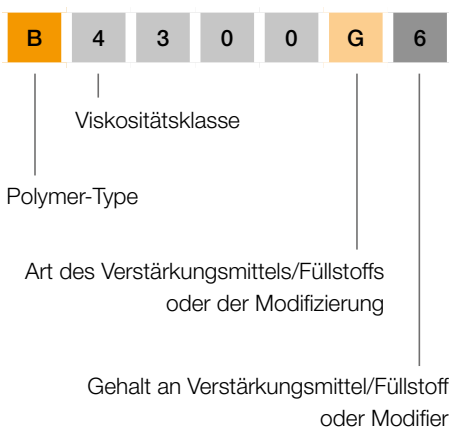 B 4 3 0 0 G 6
Viskositätsklasse
Polymer-Type
Art des Verstärkungsmittels/Füllstoffs
oder der Modifizierung
Gehalt an Verstärkungsmittel/Füllstoff
oder Modifier